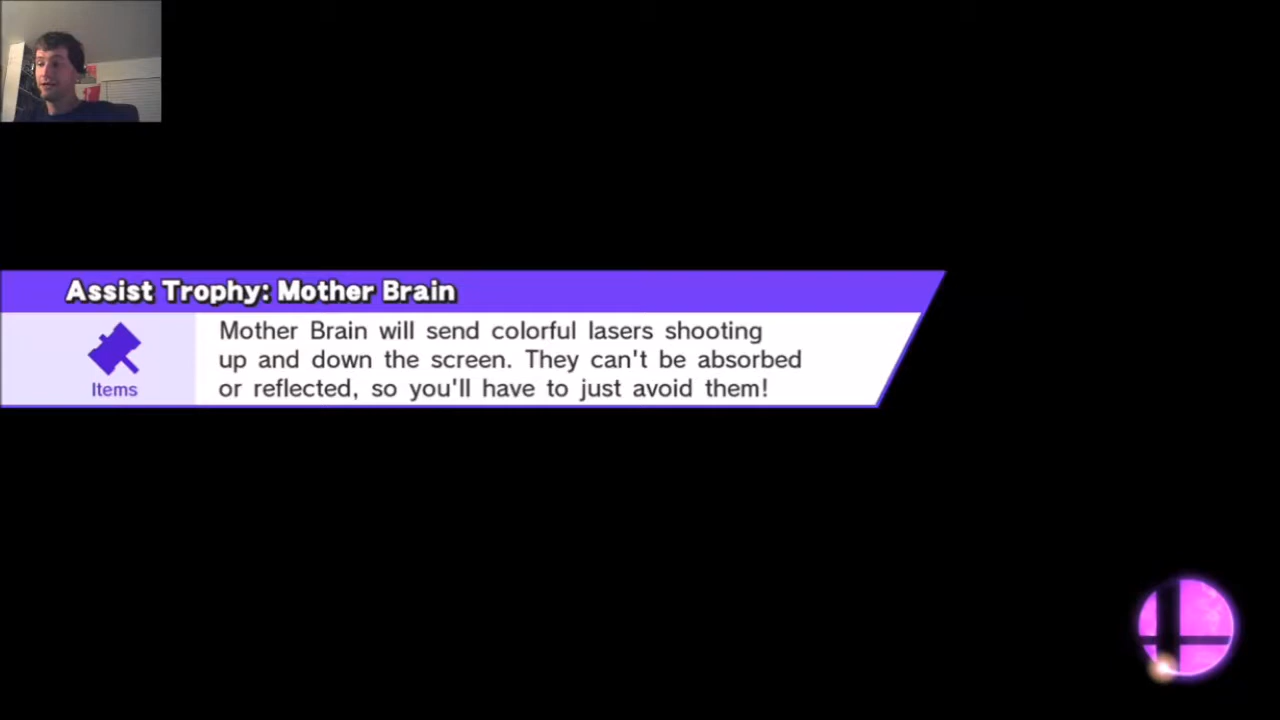 Assist Trophy: Mother Brain
Mother Brain will send colorful lasers shooting
up and down the screen. They can't be absorbed
or reflected, so you'll have to just avoid them!
Items